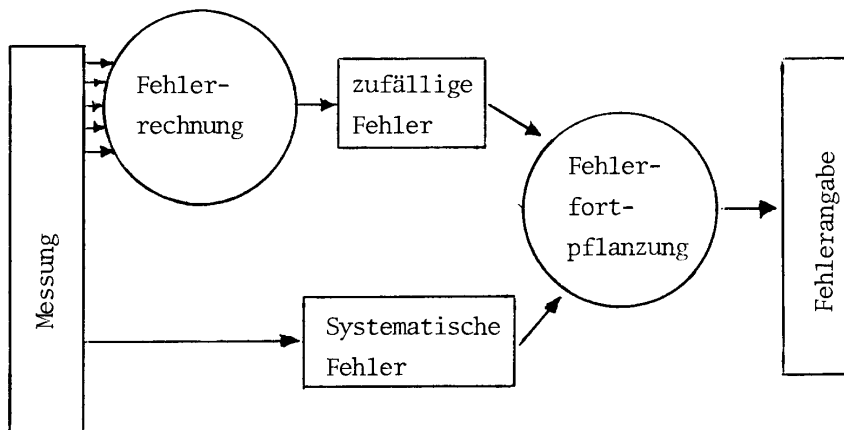 Messung
Fehler-
rechnung
zufällige
Fehler
Systematische
Fehler
Fehler-
fort-
pflanzung
Fehlerangabe